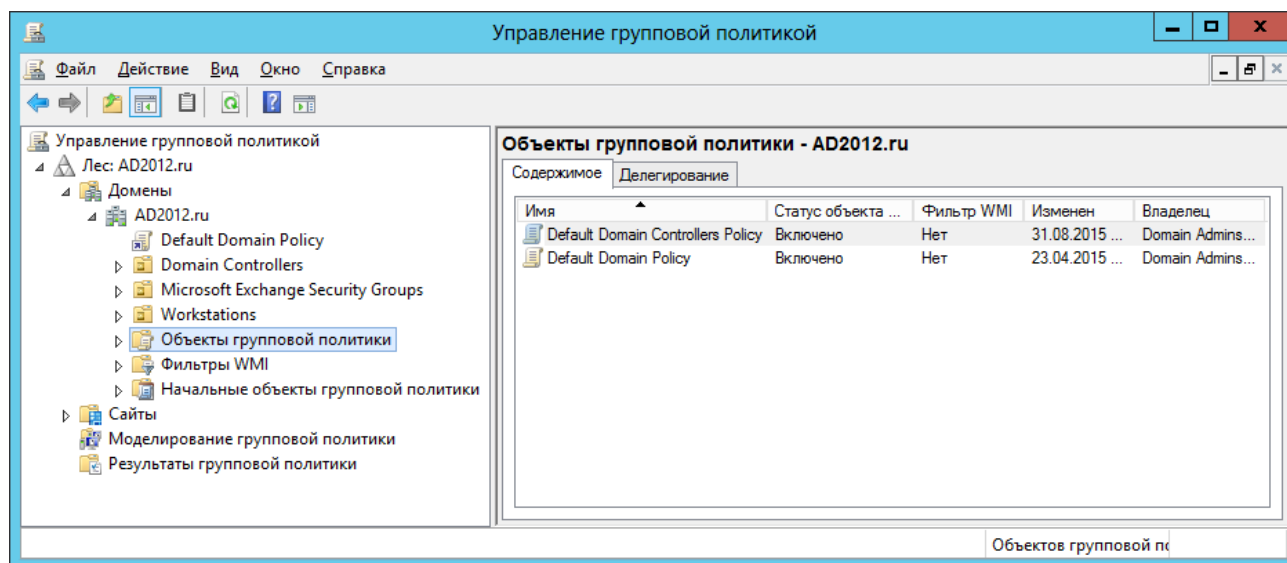 Управление групповой политикой
Файл Действие Вид Окно Справка
Управление групповой политикой
Лес: AD2012.ru
Домены
AD2012.ru
Default Domain Policy
Domain Controllers
Microsoft Exchange Security Groups
Workstations
Объекты групповой политики
Фильтры WMI
Начальные объекты групповой политики
Сайты
Моделирование групповой политики
Результаты групповой политики
Объекты групповой политики - AD2012.ru
Содержимое Делегирование
Имя Статус объекта ... Фильтр WMI Изменен Владелец
Default Domain Controllers Policy Включено Нет 31.08.2015 ... Domain Admins...
Default Domain Policy Включено Нет 23.04.2015 ... Domain Admins...
Объектов групповой по